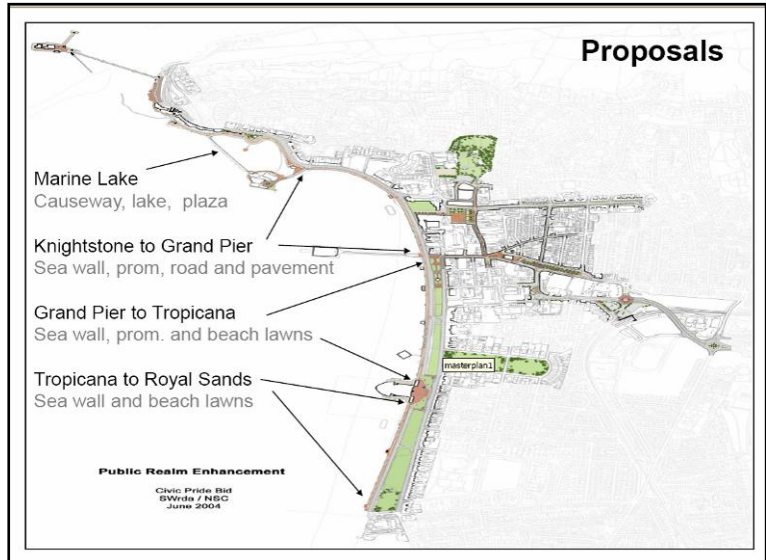 Proposals
Marine Lake
Causeway, lake, plaza
Knightstone to Grand Pier
Sea wall, prom, road and pavement
Grand Pier to Tropicana
Sea wall, prom. and beach lawns
Tropicana to Royal Sands
Sea wall and beach lawns
masterplan1
Public Realm Enhancement
Civic Pride Bid
SWrda / NSC
June 2004